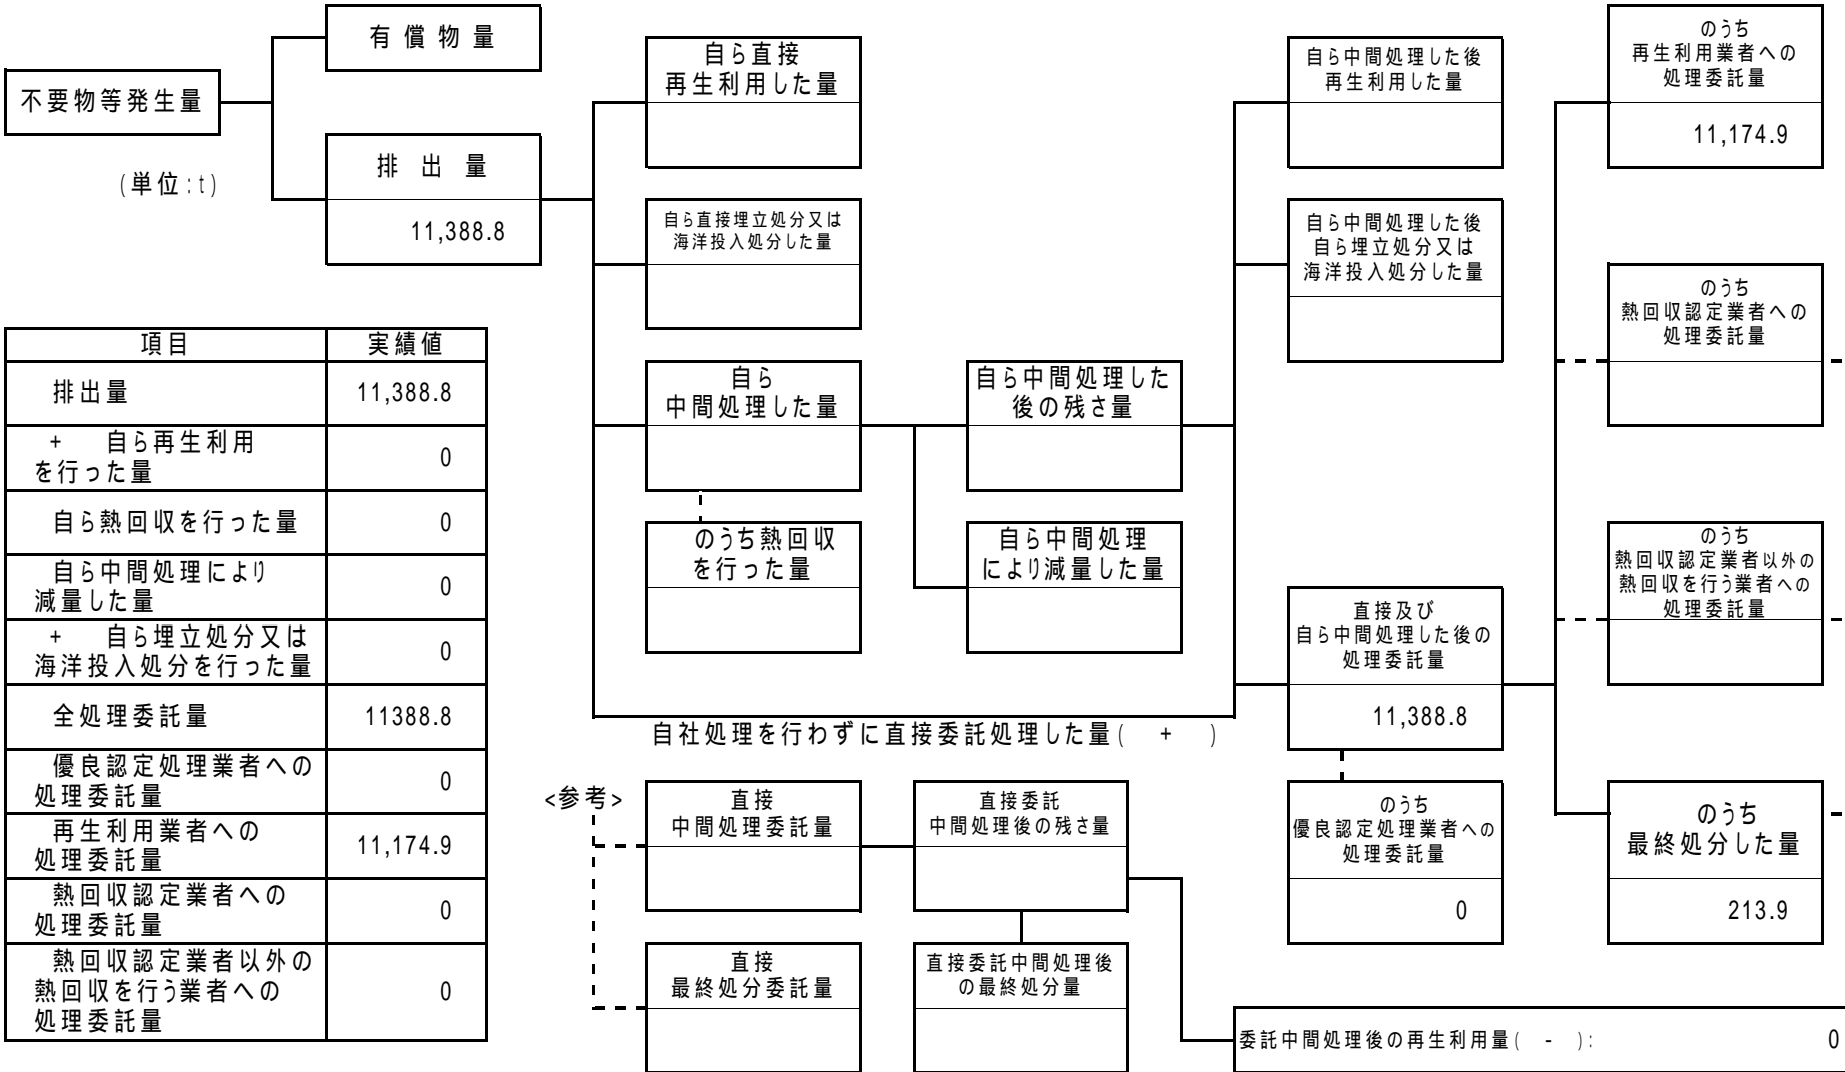 不要物等発生量
(単位:t)
有償物量
排出量
11,388.8
自ら直接
再生利用した量
自ら直接埋立処分又は
海洋投入処分した量
自ら
中間処理した量
のうち熱回収
を行った量
自ら中間処理した
後の残さ量
自ら中間処理
により減量した量
自ら中間処理した後
再生利用した量
自ら中間処理した後
自ら埋立処分又は
海洋投入処分した量
直接及び
自ら中間処理した後の
処理委託量
11,388.8
のうち
優良認定処理業者への
処理委託量
0
のうち
再生利用業者への
処理委託量
11,174.9
のうち
熱回収認定業者への
処理委託量
のうち
熱回収認定業者以外の
熱回収を行う業者への
処理委託量
のうち
最終処分した量
213.9
自社処理を行わずに直接委託処理した量( + )
<参考>
直接
中間処理委託量
直接委託
中間処理後の残さ量
直接
最終処分委託量
直接委託中間処理後
の最終処分量
委託中間処理後の再生利用量( - ): 0
項目 実績値
排出量 11,388.8
+ 自ら再生利用
を行った量 0
自ら熱回収を行った量 0
自ら中間処理により
減量した量 0
+ 自ら埋立処分又は
海洋投入処分を行った量 0
全処理委託量 11388.8
優良認定処理業者への
処理委託量 0
再生利用業者への
処理委託量 11,174.9
熱回収認定業者への
処理委託量 0
熱回収認定業者以外の
熱回収を行う業者への
処理委託量 0